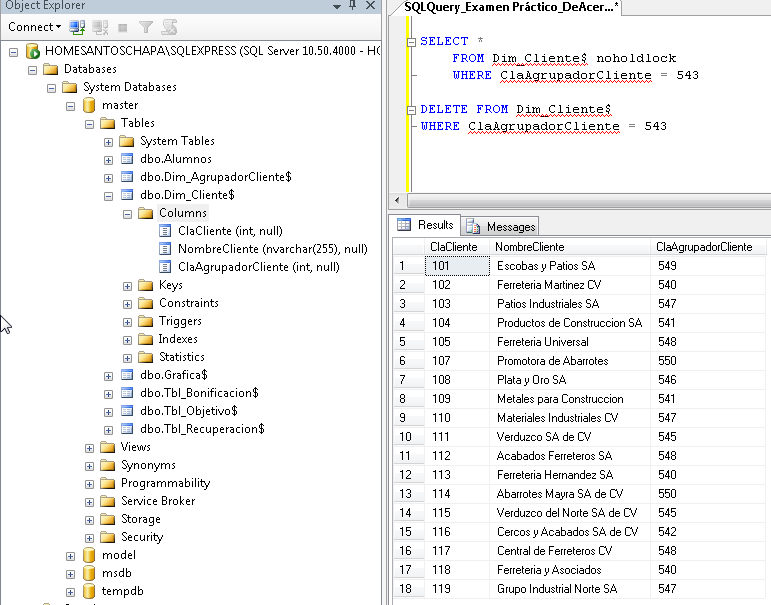 Object Explorer
Connect
HOMESANTOSCHAPA\SQLEXPRESS (SQL Server 10.50.4000 - HO
Databases
System Databases
master
Tables
System Tables
dbo.Alumnos
dbo.Dim_AgrupadorCliente$
dbo.Dim_Cliente$
Columns
ClaCliente (int, null)
NombreCliente (nvarchar(255), null)
ClaAgrupadorCliente (int, null)
Keys
Constraints
Triggers
Indexes
Statistics
dbo.Grafica$
dbo.Tbl_Bonificacion$
dbo.Tbl_Objetivo$
dbo.Tbl_Recuperacion$
Views
Synonyms
Programmability
Service Broker
Storage
Security
model
msdb
tempdb
SQLQuery_Examen Práctico_DeAcer...*
SELECT *
FROM Dim_Cliente$ noholdlock
WHERE ClaAgrupadorCliente = 543
DELETE FROM Dim_Cliente$
WHERE ClaAgrupadorCliente = 543
Results Messages
ClaCliente NombreCliente ClaAgrupadorCliente
1 101 Escobas y Patios SA 549
2 102 Ferreteria Martinez CV 540
3 103 Patios Industriales SA 547
4 104 Productos de Construccion SA 541
5 105 Ferreteria Universal 548
6 107 Promotora de Abarrotes 550
7 108 Plata y Oro SA 546
8 109 Metales para Construccion 541
9 110 Materiales Industriales CV 547
10 111 Verduzco SA de CV 545
11 112 Acabados Ferreteros SA 548
12 113 Ferreteria Hernandez SA 540
13 114 Abarrotes Mayra SA de CV 550
14 115 Verduzco del Norte SA de CV 545
15 116 Cercos y Acabados SA de CV 542
16 117 Central de Ferreteros CV 548
17 118 Ferreteria y Asociados 540
18 119 Grupo Industrial Norte SA 547